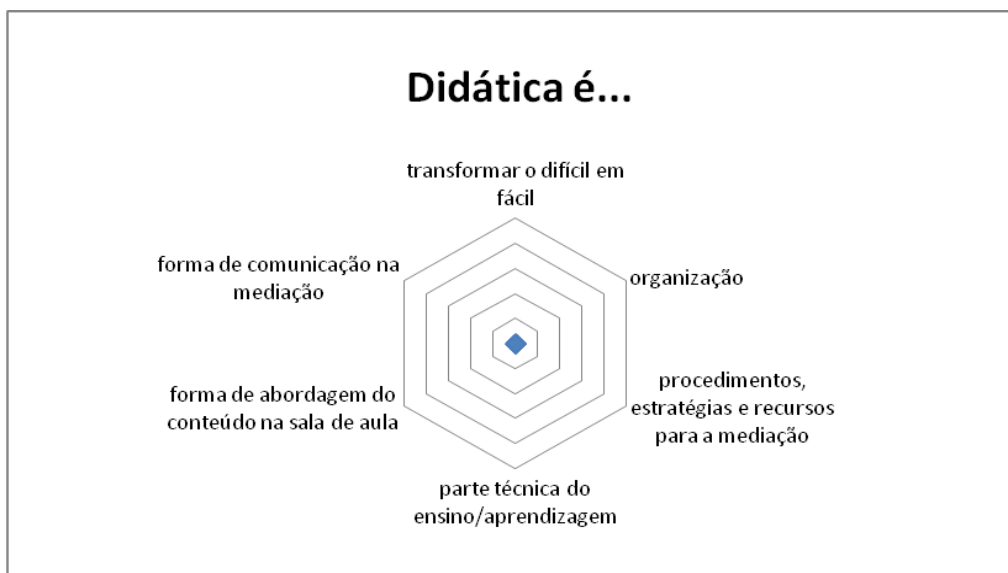 Didática é...
transformar o difícil em
fácil
organização
procedimentos,
estratégias e recursos
para a mediação
parte técnica do
ensino/aprendizagem
forma de abordagem do
conteúdo na sala de aula
forma de comunicação na
mediação